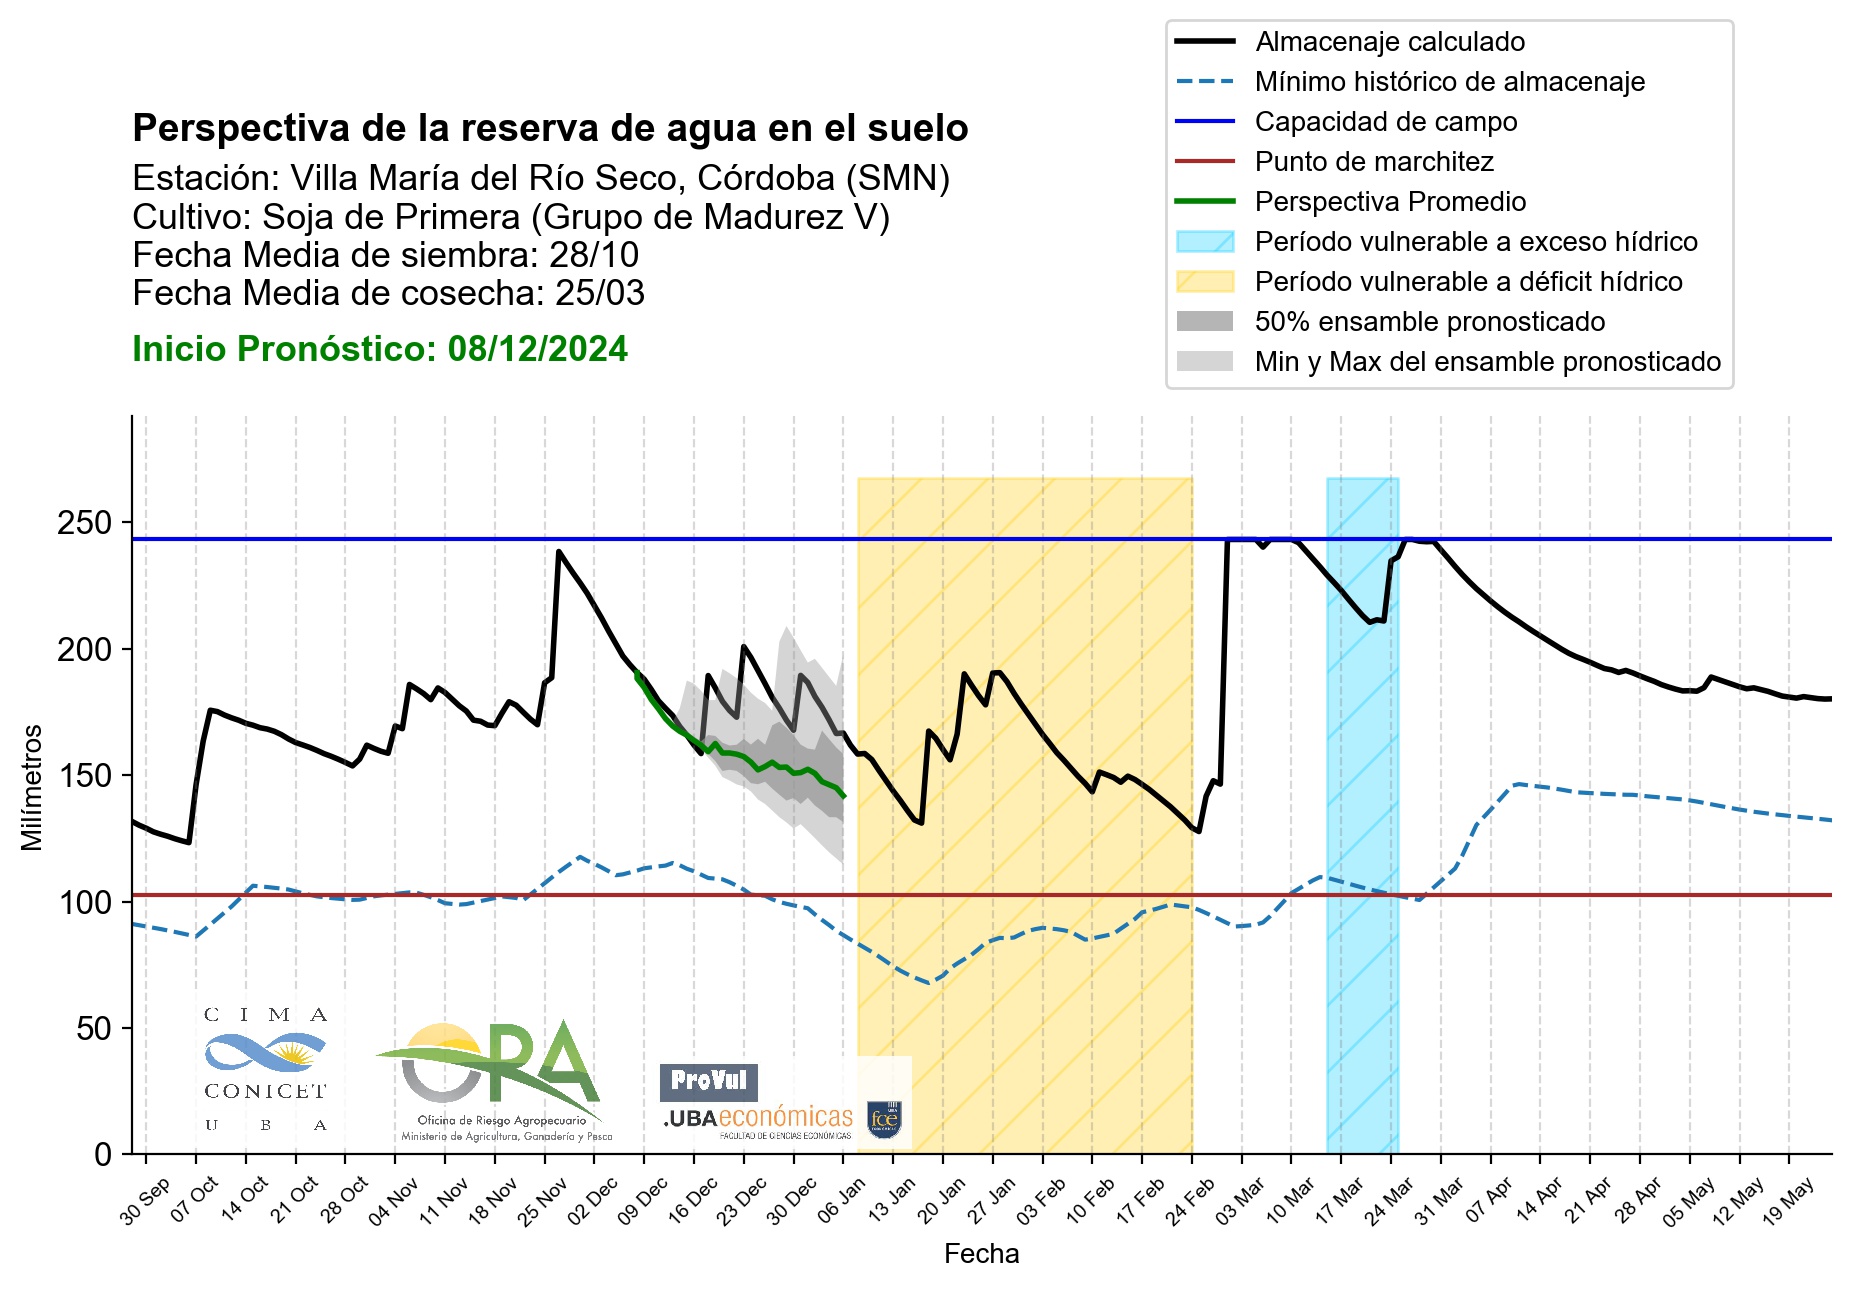 Almacenaje calculado
Mínimo histórico de almacenaje
Capacidad de campo
Punto de marchitez
Perspectiva Promedio
Período vulnerable a exceso hídrico
Período vulnerable a déficit hídrico
50% ensamble pronosticado
Min y Max del ensamble pronosticado
Perspectiva de la reserva de agua en el suelo
Estación: Villa María del Río Seco, Córdoba (SMN)
Cultivo: Soja de Primera (Grupo de Madurez V)
Fecha Media de siembra: 28/10
Fecha Media de cosecha: 25/03
Inicio Pronóstico: 08/12/2024
250
200
150
100
50
0
Milímetros
CIMA
CONICET
UBA
ORA
Oficina de Riesgo Agropecuario
Ministerio de Agricultura, Ganadería y Pesca
ProVul
.UBAeconómicas
FACULTAD DE CIENCIAS ECONÓMICAS
fce
30 Sep
07 Oct
14 Oct
21 Oct
28 Oct
04 Nov
11 Nov
18 Nov
25 Nov
02 Dec
09 Dec
16 Dec
23 Dec
30 Dec
06 Jan
13 Jan
20 Jan
27 Jan
03 Feb
10 Feb
17 Feb
24 Feb
03 Mar
10 Mar
17 Mar
24 Mar
31 Mar
07 Apr
14 Apr
21 Apr
28 Apr
05 May
12 May
19 May
Fecha